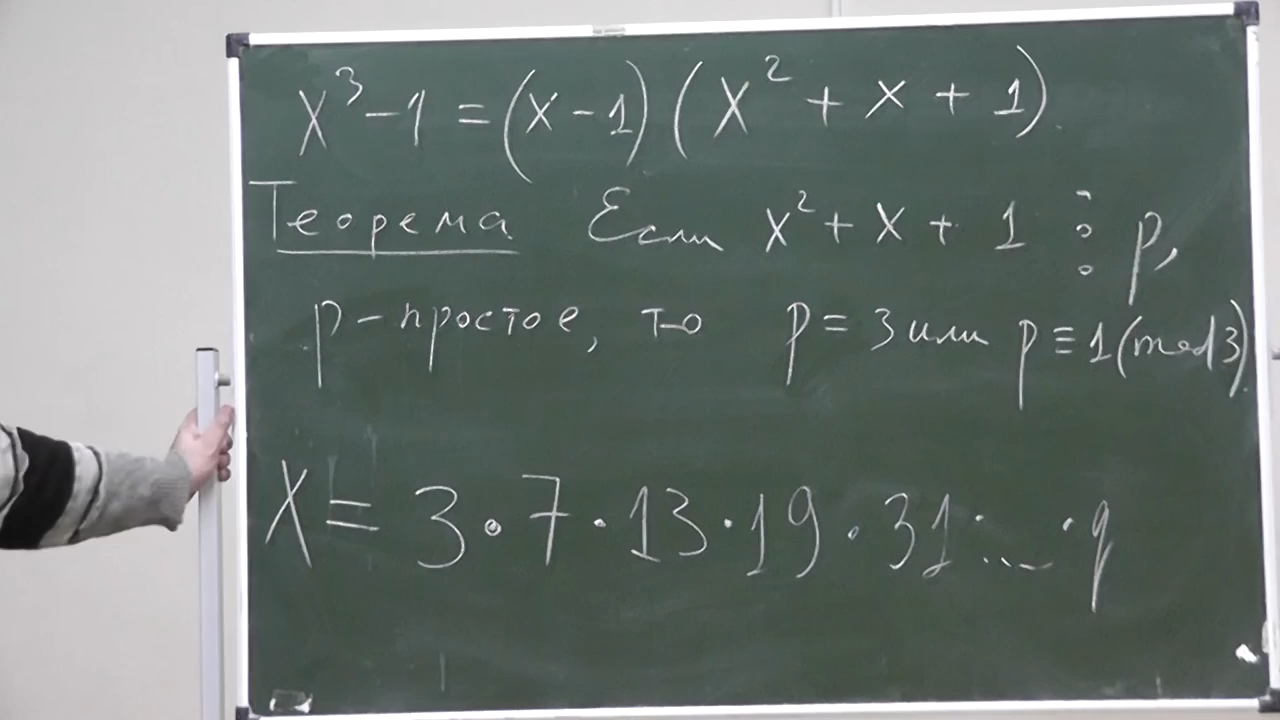 x³ - 1 = (x - 1) (x² + x + 1)
Теорема Если x² + x + 1 ⋮ p,
p - простое, то p = 3 или p ≡ 1 (mod 3).
X = 3 · 7 · 13 · 19 · 31 · ... · q